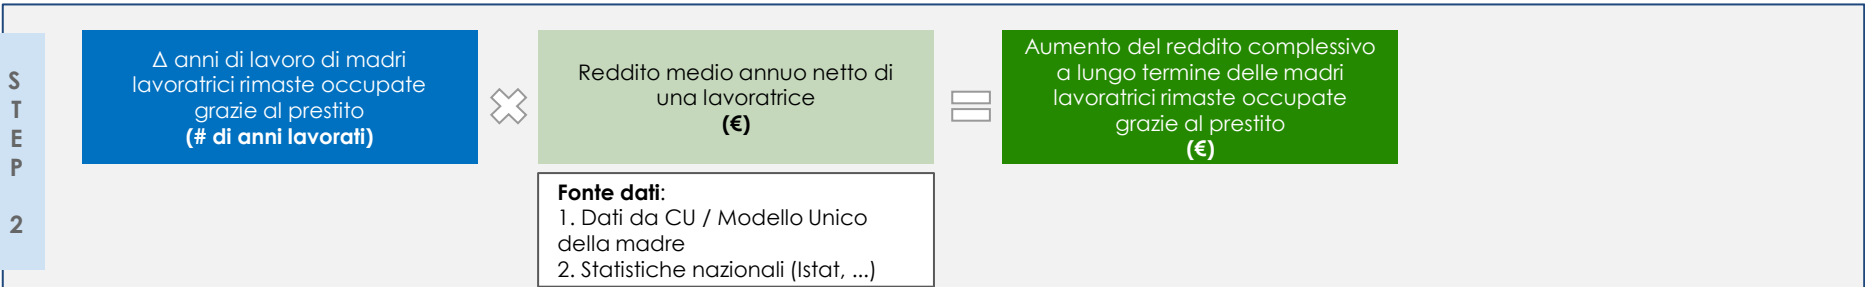 S
T
E
P
2
Δ anni di lavoro di madri
lavoratrici rimaste occupate
grazie al prestito
(# di anni lavorati)
Reddito medio annuo netto di
una lavoratrice
(€)
Aumento del reddito complessivo
a lungo termine delle madri
lavoratrici rimaste occupate
grazie al prestito
(€)
Fonte dati:
1. Dati da CU / Modello Unico
della madre
2. Statistiche nazionali (Istat, ...)